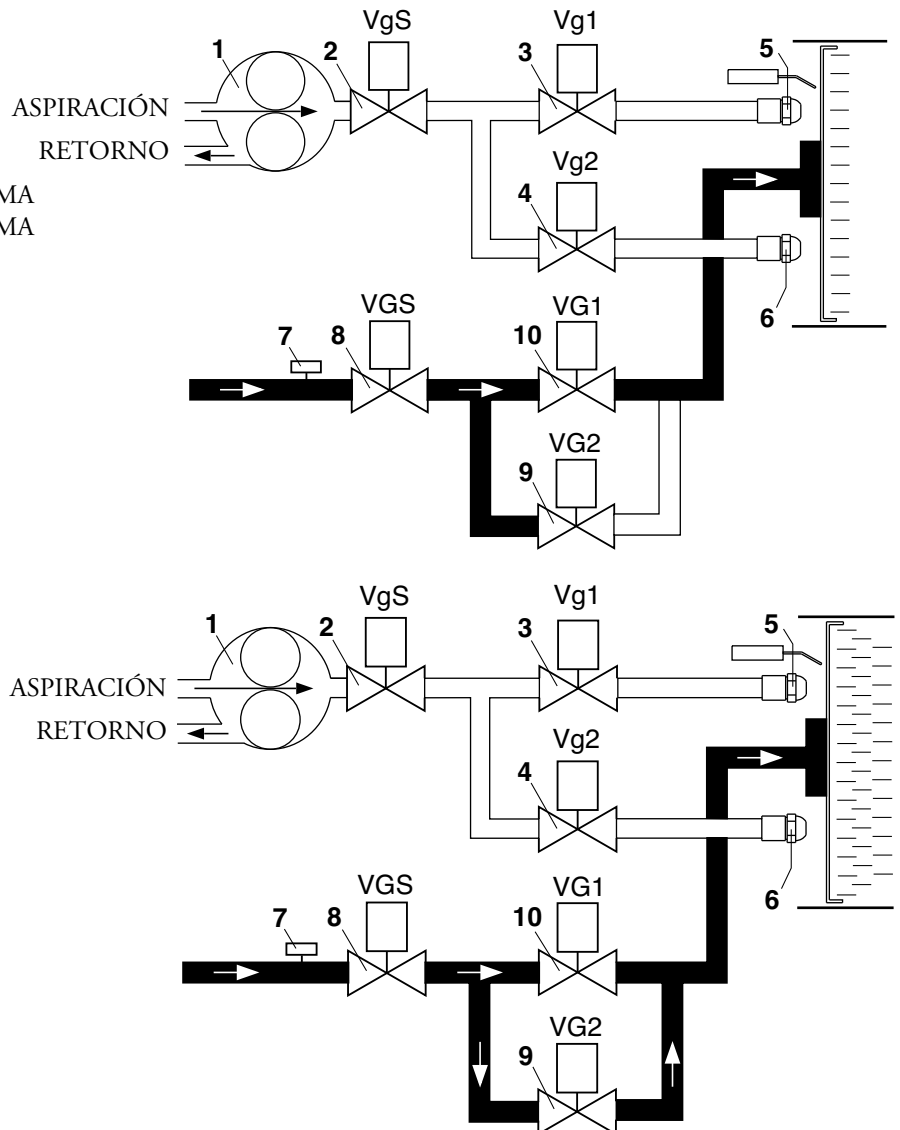 VgS Vg1
1 2 3 5
ASPIRACIÓN
RETORNO
Vg2
MA
4
MA
VGS VG1
6
7 8 10
VG2
9
VgS Vg1
1 2 3 5
ASPIRACIÓN
RETORNO
Vg2
4
VGS VG1
6
7 8 10
VG2
9